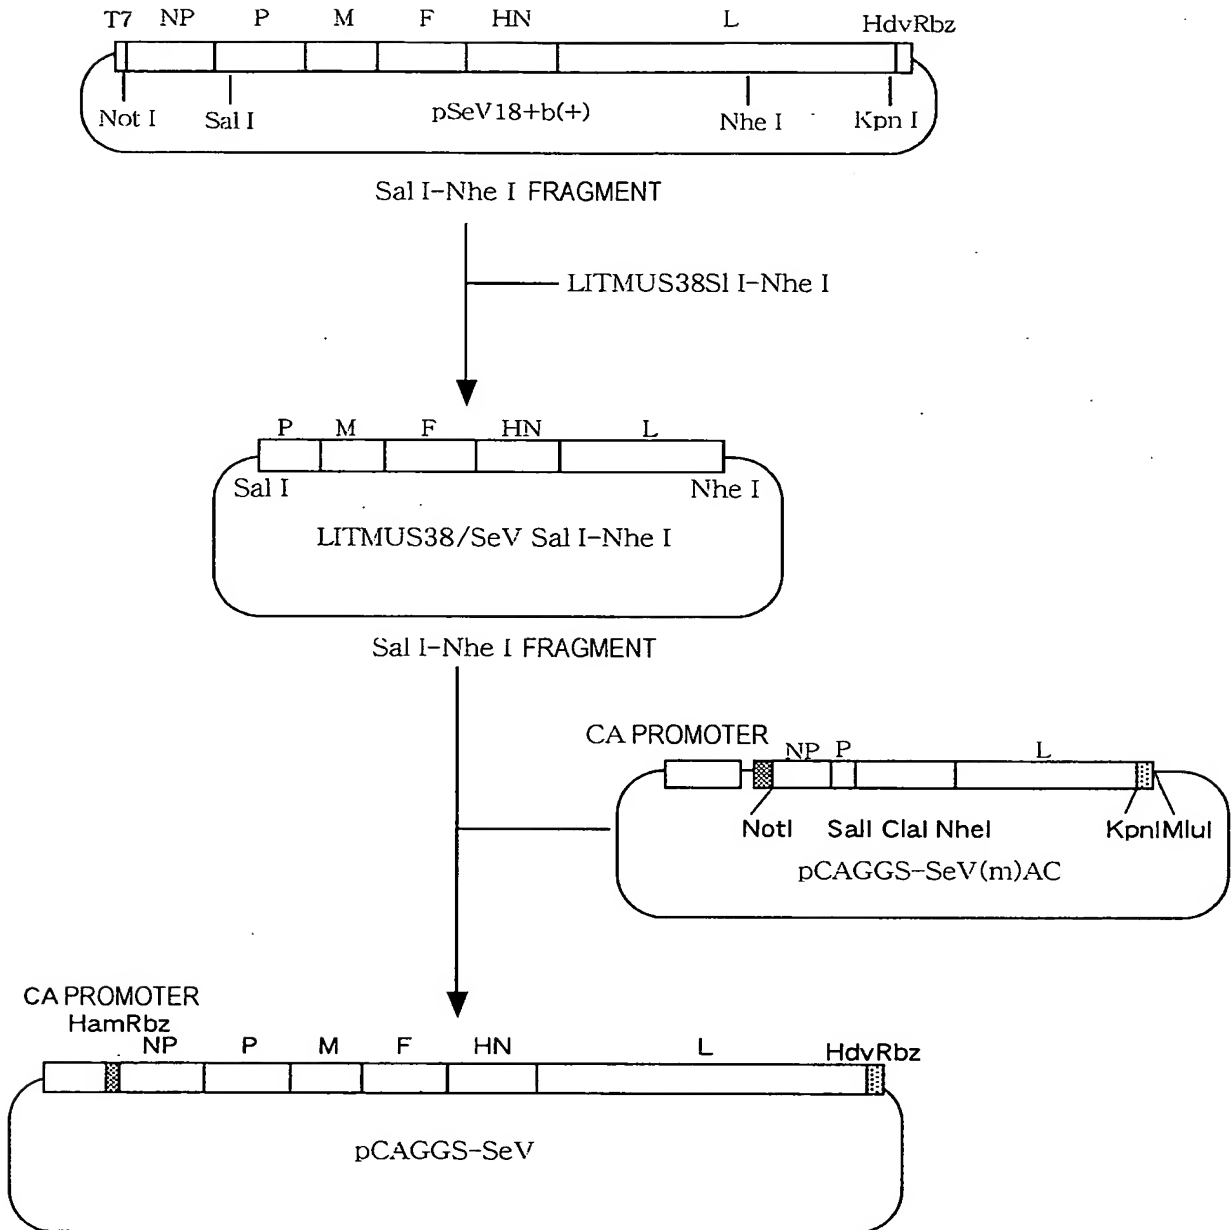 T7 NP P M F HN L HdvRbz
Not I Sal I pSeV18+b(+) Nhe I Kpn I
Sal I-Nhe I FRAGMENT
LITMUS38Sl I-Nhe I
P M F HN L
Sal I Nhe I
LITMUS38/SeV Sal I-Nhe I
Sal I-Nhe I FRAGMENT
CA PROMOTER
NP P L
NotI SalI ClaI NheI KpnIMluI
pCAGGS-SeV(m)AC
CA PROMOTER
HamRbz
NP P M F HN L HdvRbz
pCAGGS-SeV